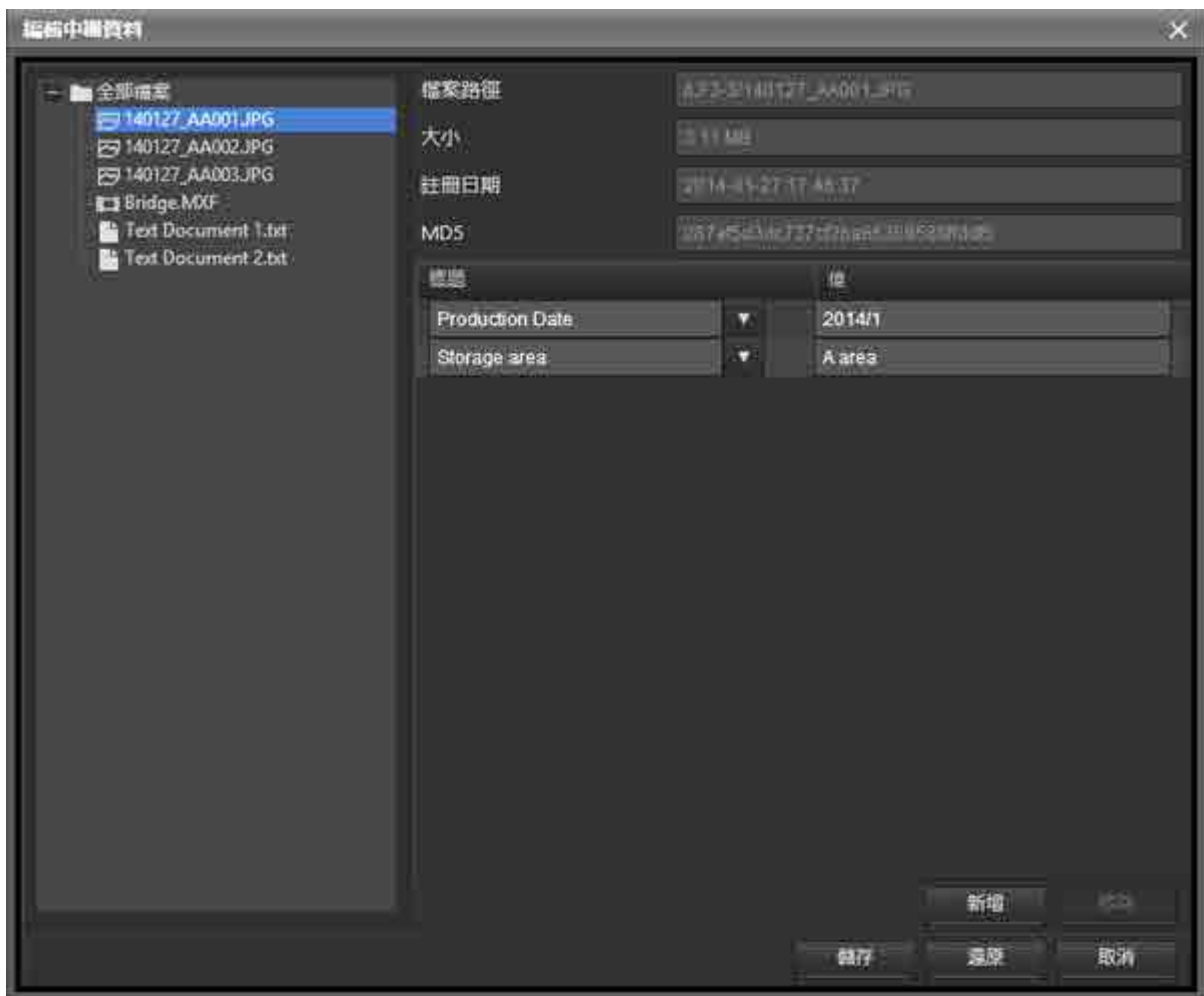 編輯中繼資料
全部檔案
140127_AA001.JPG
140127_AA002.JPG
140127_AA003.JPG
Bridge.MXF
Text Document 1.txt
Text Document 2.txt
檔案路徑
大小
註冊日期
MD5
標題 值
Production Date 2014/1
Storage area A area
新增
儲存 還原 取消